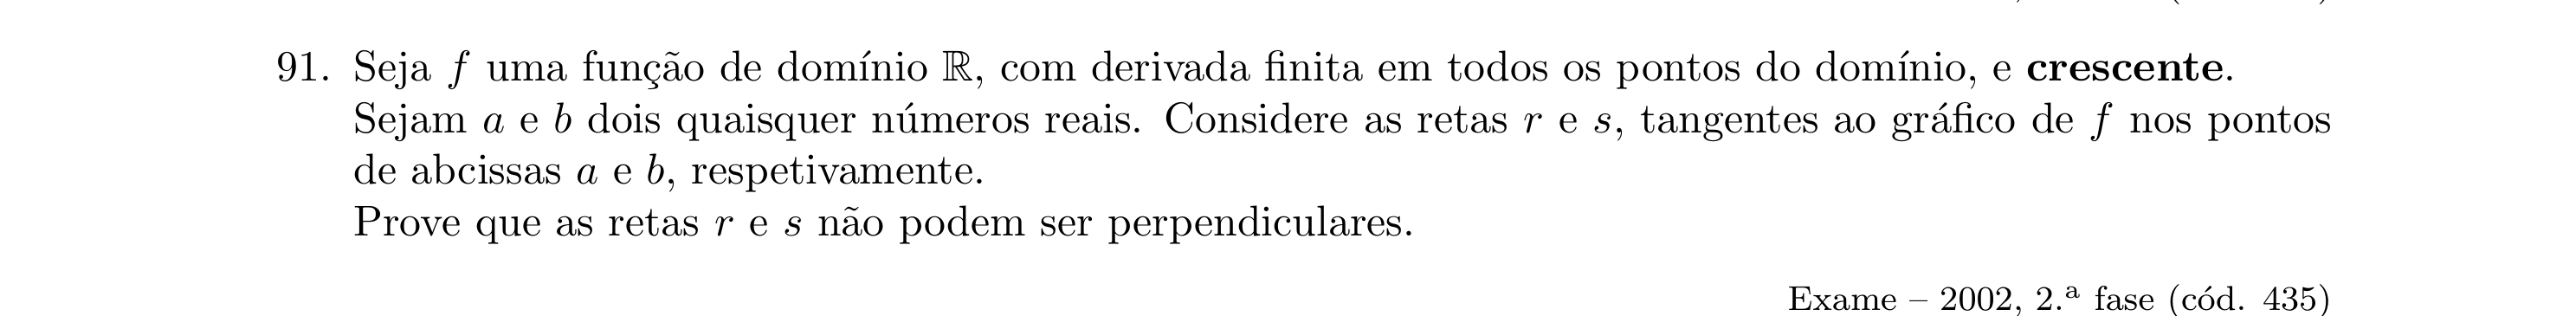 91. Seja f uma função de domínio ℝ, com derivada finita em todos os pontos do domínio, e crescente.
Sejam a e b dois quaisquer números reais. Considere as retas r e s, tangentes ao gráfico de f nos pontos
de abcissas a e b, respetivamente.
Prove que as retas r e s não podem ser perpendiculares.
Exame – 2002, 2.ª fase (cód. 435)